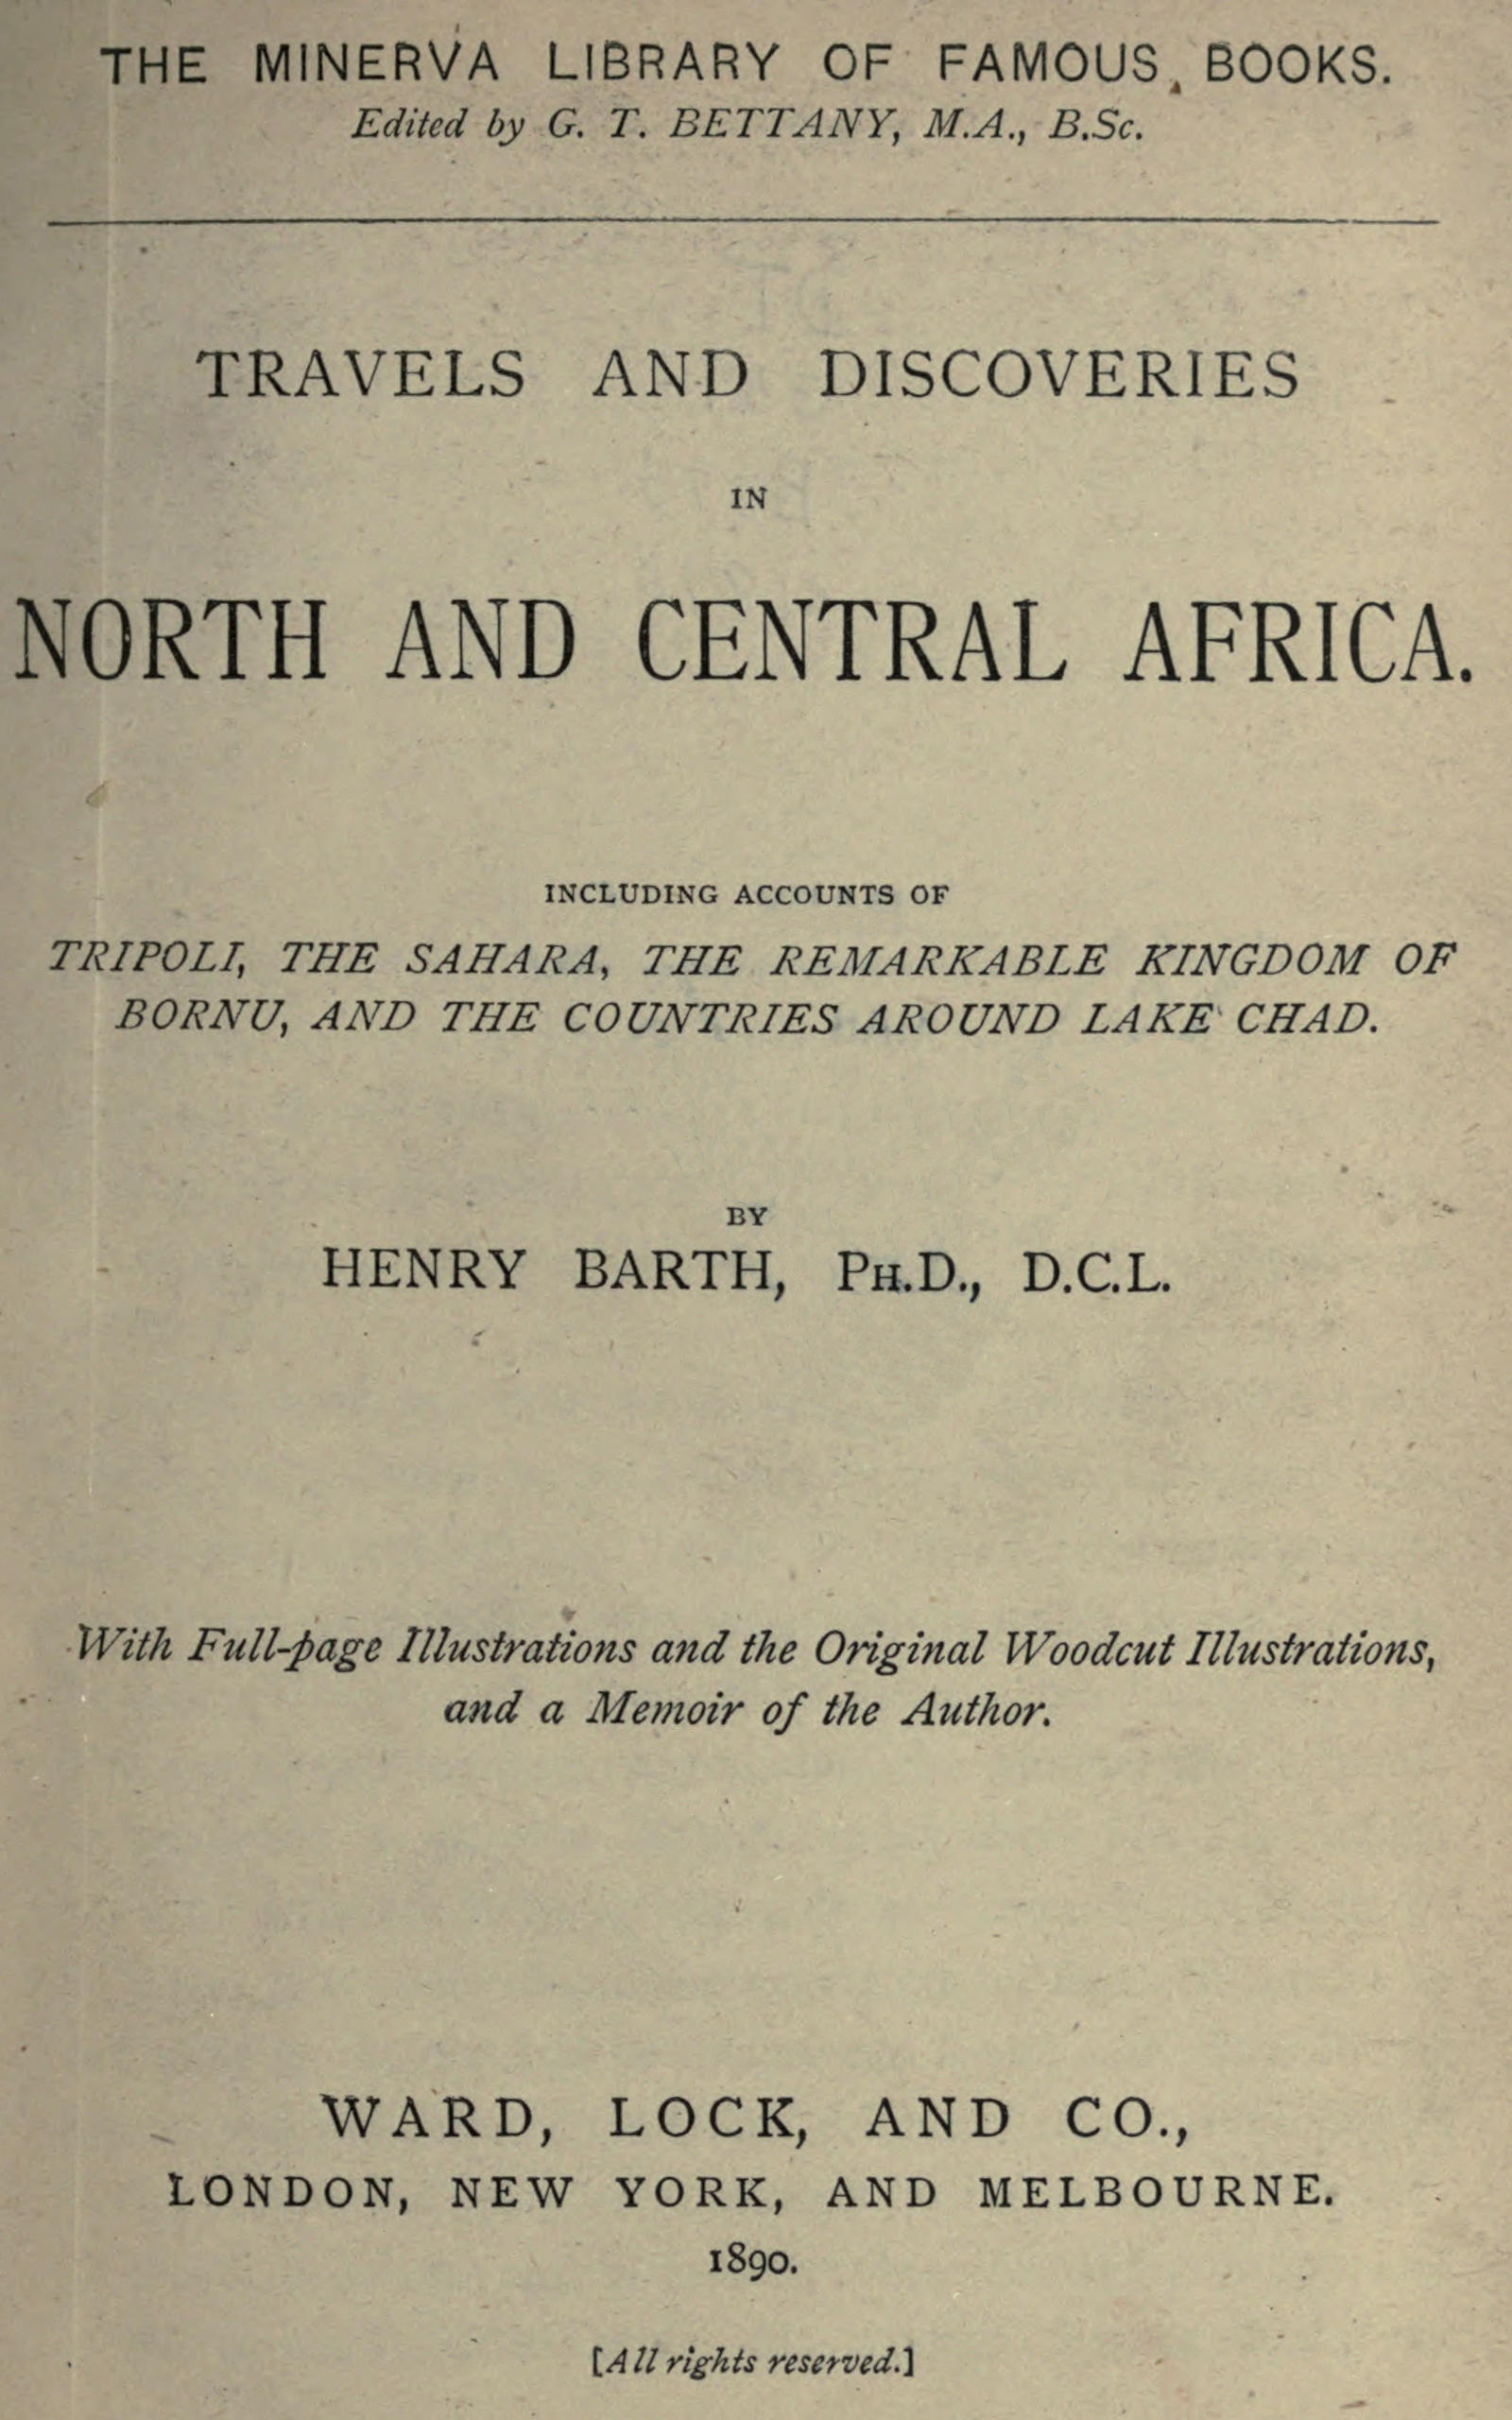 THE MINERVA LIBRARY OF FAMOUS BOOKS.
Edited by G. T. BETTANY, M.A., B.Sc.
TRAVELS AND DISCOVERIES
IN
NORTH AND CENTRAL AFRICA.
INCLUDING ACCOUNTS OF
TRIPOLI, THE SAHARA, THE REMARKABLE KINGDOM OF
BORNU, AND THE COUNTRIES AROUND LAKE CHAD.
BY
HENRY BARTH, PH.D., D.C.L.
With Full-page Illustrations and the Original Woodcut Illustrations,
and a Memoir of the Author.
WARD, LOCK, AND CO.,
LONDON, NEW YORK, AND MELBOURNE.
1890.
[All rights reserved.]